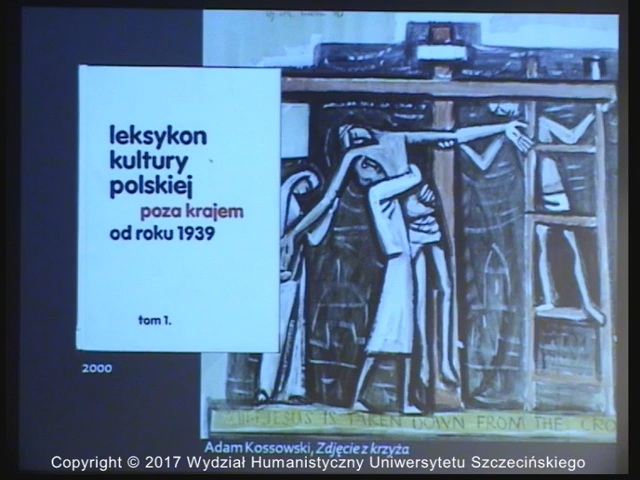 leksykon
kultury
polskiej
poza krajem
od roku 1939
tom 1.
2000
JESUS IS TAKEN DOWN FROM THE CRO
Adam Kossowski, Zdjęcie z krzyża
Copyright © 2017 Wydział Humanistyczny Uniwersytetu Szczecińskiego